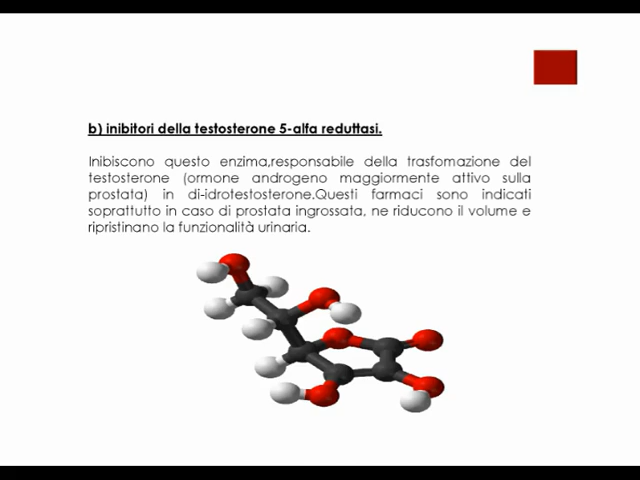 b) inibitori della testosterone 5-alfa reduttasi.
Inibiscono questo enzima,responsabile della trasfomazione del
testosterone (ormone androgeno maggiormente attivo sulla
prostata) in di-idrotestosterone.Questi farmaci sono indicati
soprattutto in caso di prostata ingrossata, ne riducono il volume e
ripristinano la funzionalità urinaria.